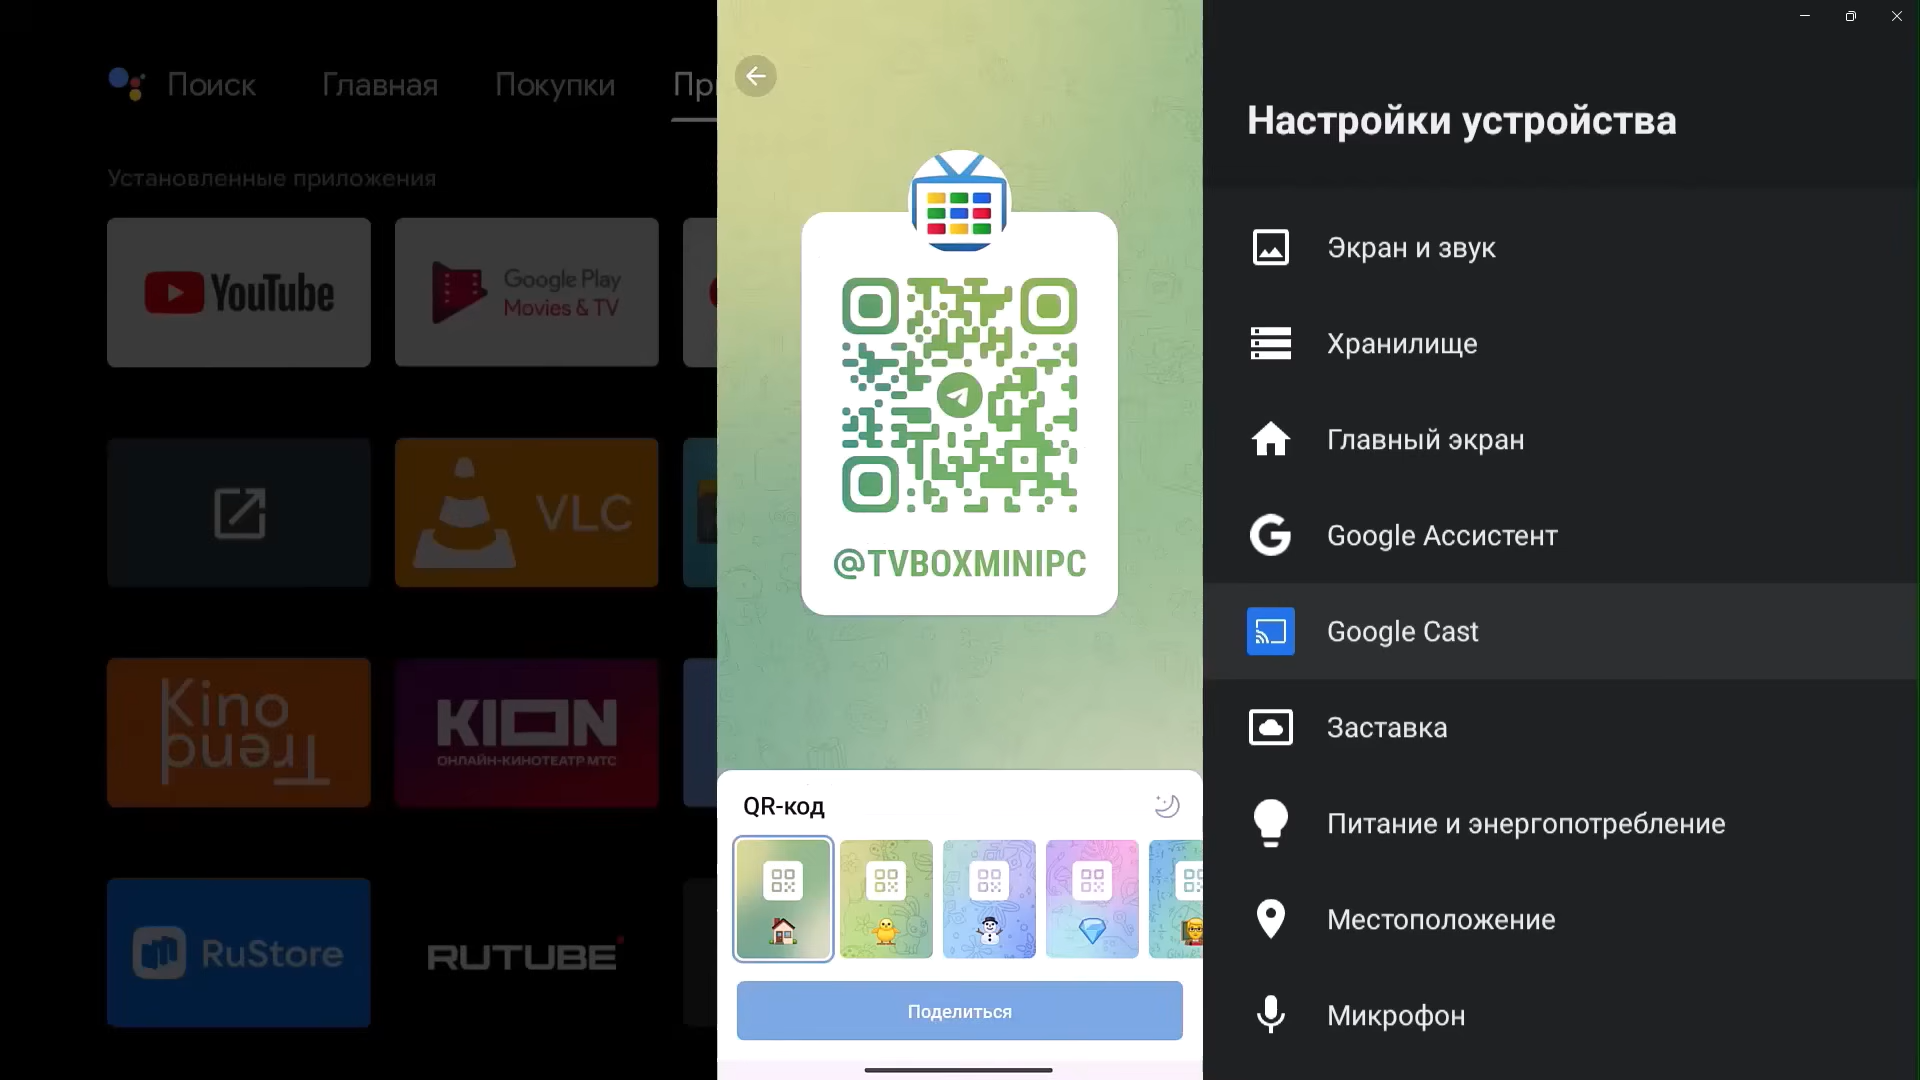 Поиск
Главная
Покупки
Пр
Установленные приложения
YouTube
Google Play
Movies & TV
VLC
Kino
Trend
KION
ОНЛАЙН-КИНОТЕАТР МТС
RuStore
RUTUBE
@TVBOXMINIPC
QR-код
Поделиться
Настройки устройства
Экран и звук
Хранилище
Главный экран
Google Ассистент
Google Cast
Заставка
Питание и энергопотребление
Местоположение
Микрофон